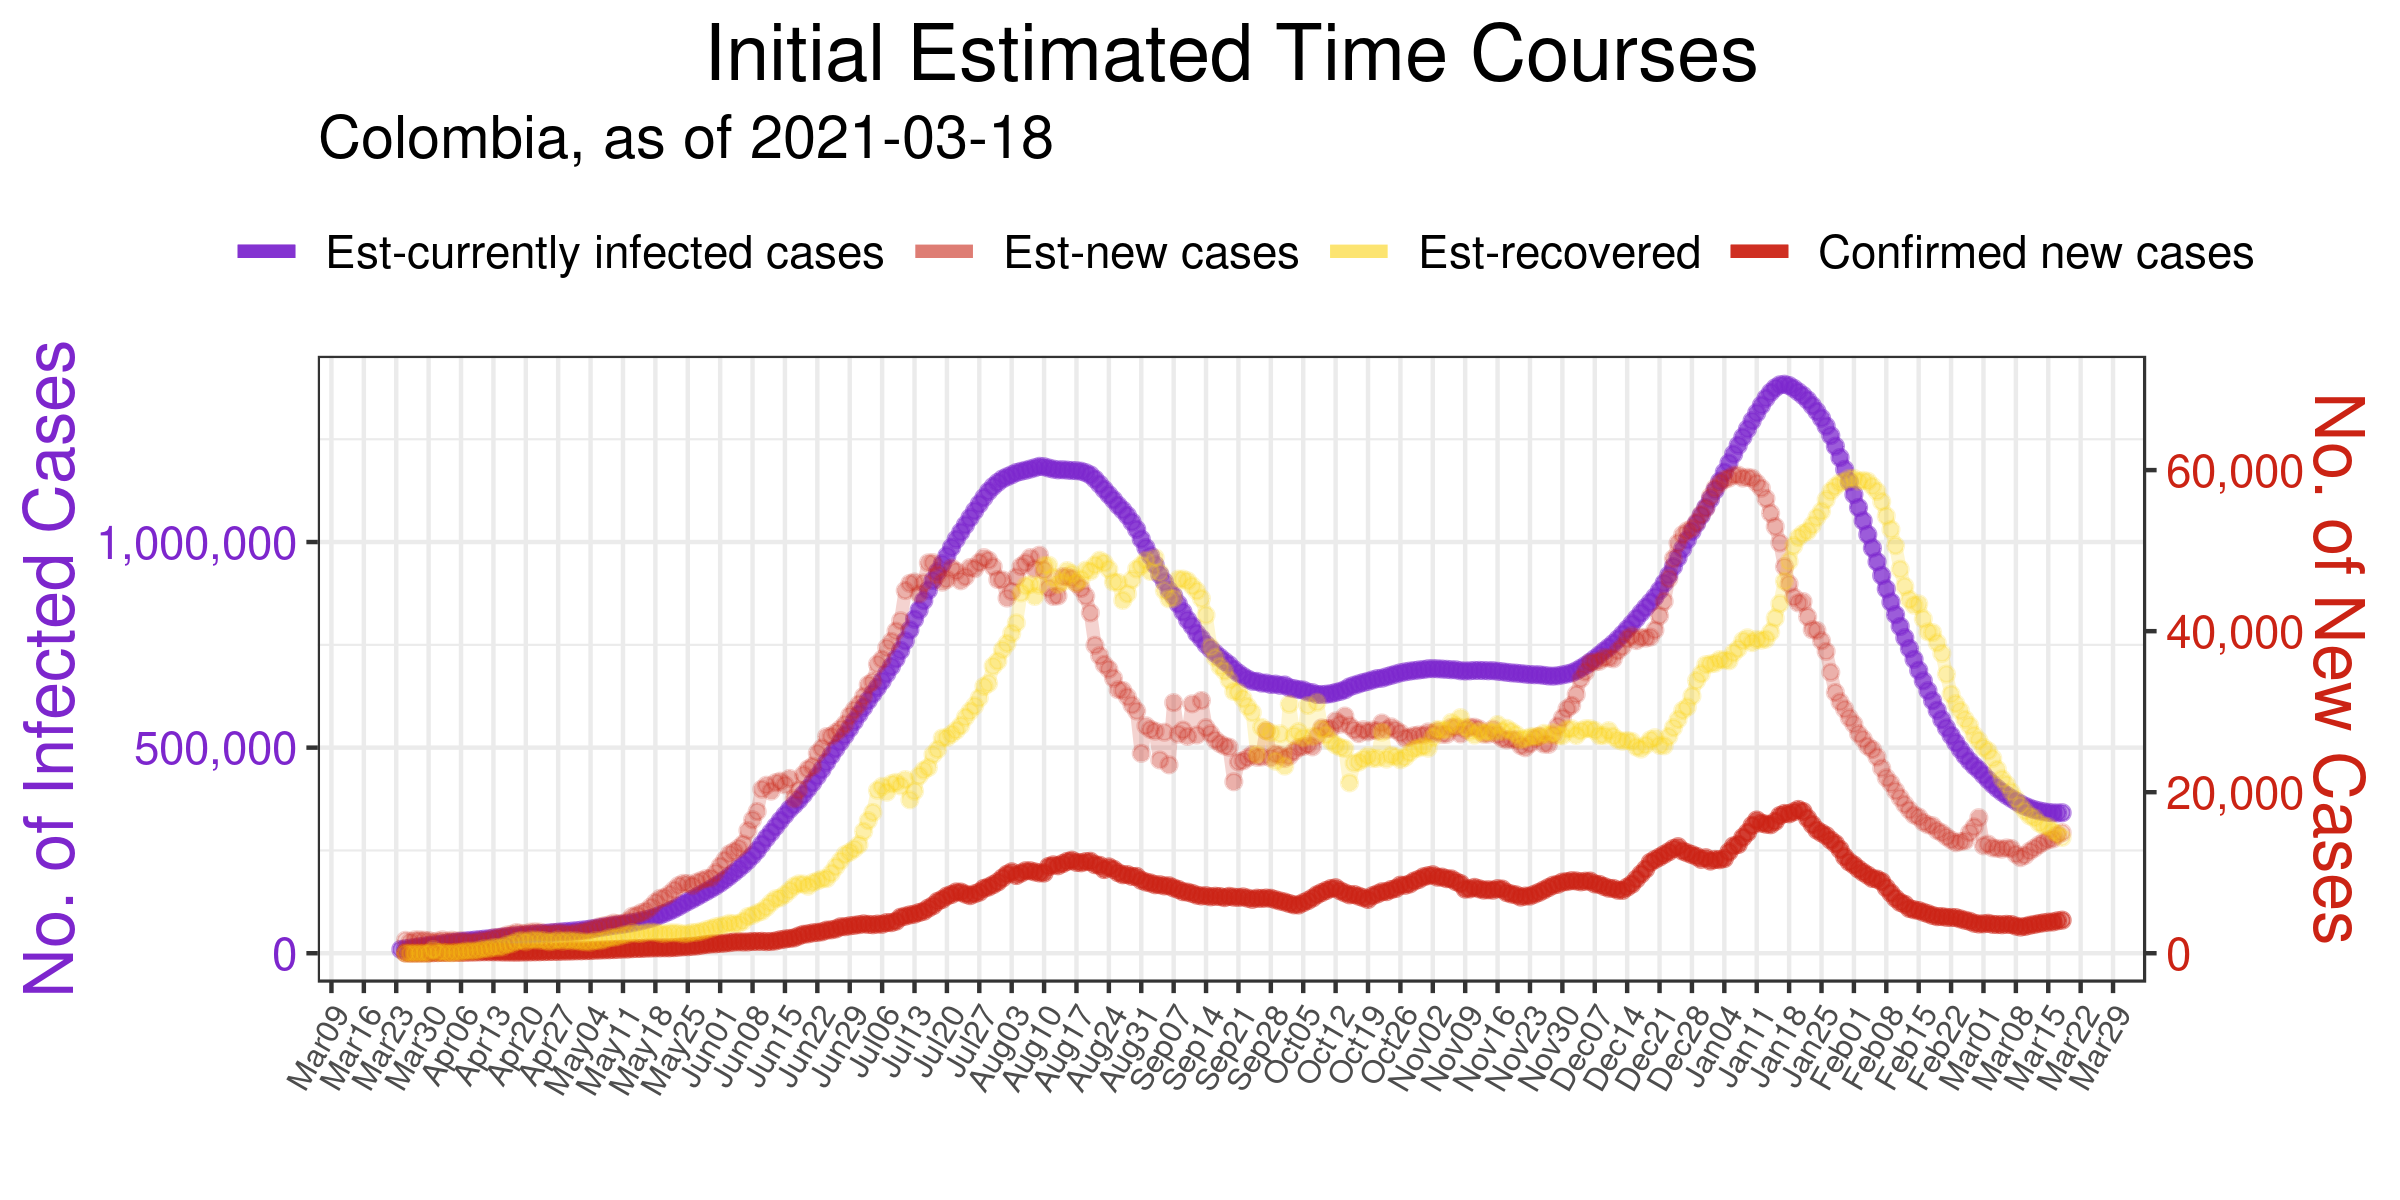 Initial Estimated Time Courses
Colombia, as of 2021-03-18
Est-currently infected cases Est-new cases Est-recovered Confirmed new cases
No. of Infected Cases
1,000,000
500,000
0
No. of New Cases
60,000
40,000
20,000
0
Mar09 Mar16 Mar23 Mar30 Apr06 Apr13 Apr20 Apr27 May04 May11 May18 May25 Jun01 Jun08 Jun15 Jun22 Jun29 Jul06 Jul13 Jul20 Jul27 Aug03 Aug10 Aug17 Aug24 Aug31 Sep07 Sep14 Sep21 Sep28 Oct05 Oct12 Oct19 Oct26 Nov02 Nov09 Nov16 Nov23 Nov30 Dec07 Dec14 Dec21 Dec28 Jan04 Jan11 Jan18 Jan25 Feb01 Feb08 Feb15 Feb22 Mar01 Mar08 Mar15 Mar22 Mar29